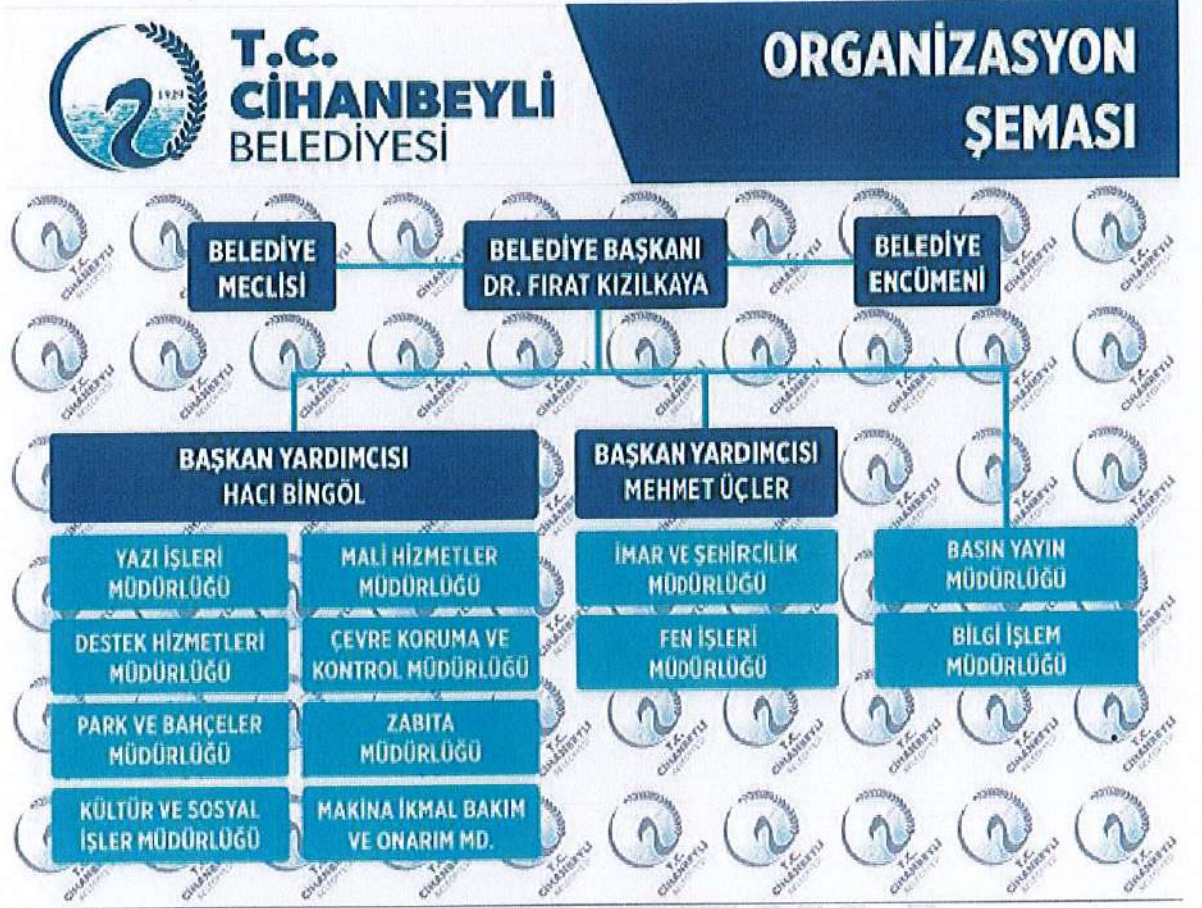 T.C.
CİHANBEYLİ
BELEDİYESİ
1929
ORGANİZASYON
ŞEMASI
BELEDİYE
MECLİSİ
BELEDİYE BAŞKANI
DR. FIRAT KIZILKAYA
BELEDİYE
ENCÜMENİ
BAŞKAN YARDIMCISI
HACI BİNGÖL
YAZI İŞLERİ
MÜDÜRLÜĞÜ
MALİ HİZMETLER
MÜDÜRLÜĞÜ
DESTEK HİZMETLERİ
MÜDÜRLÜĞÜ
ÇEVRE KORUMA VE
KONTROL MÜDÜRLÜĞÜ
PARK VE BAHÇELER
MÜDÜRLÜĞÜ
ZABITA
MÜDÜRLÜĞÜ
KÜLTÜR VE SOSYAL
İŞLER MÜDÜRLÜĞÜ
MAKİNA İKMAL BAKIM
VE ONARIM MD.
BAŞKAN YARDIMCISI
MEHMET ÜÇLER
İMAR VE ŞEHİRCİLİK
MÜDÜRLÜĞÜ
FEN İŞLERİ
MÜDÜRLÜĞÜ
BASIN YAYIN
MÜDÜRLÜĞÜ
BİLGİ İŞLEM
MÜDÜRLÜĞÜ